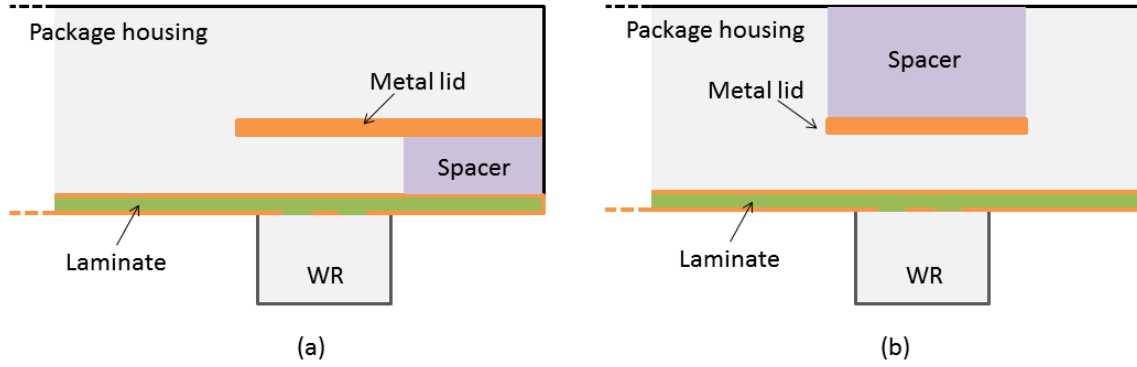 Package housing
Metal lid
Spacer
Laminate
WR
(a)
Package housing
Spacer
Metal lid
Laminate
WR
(b)